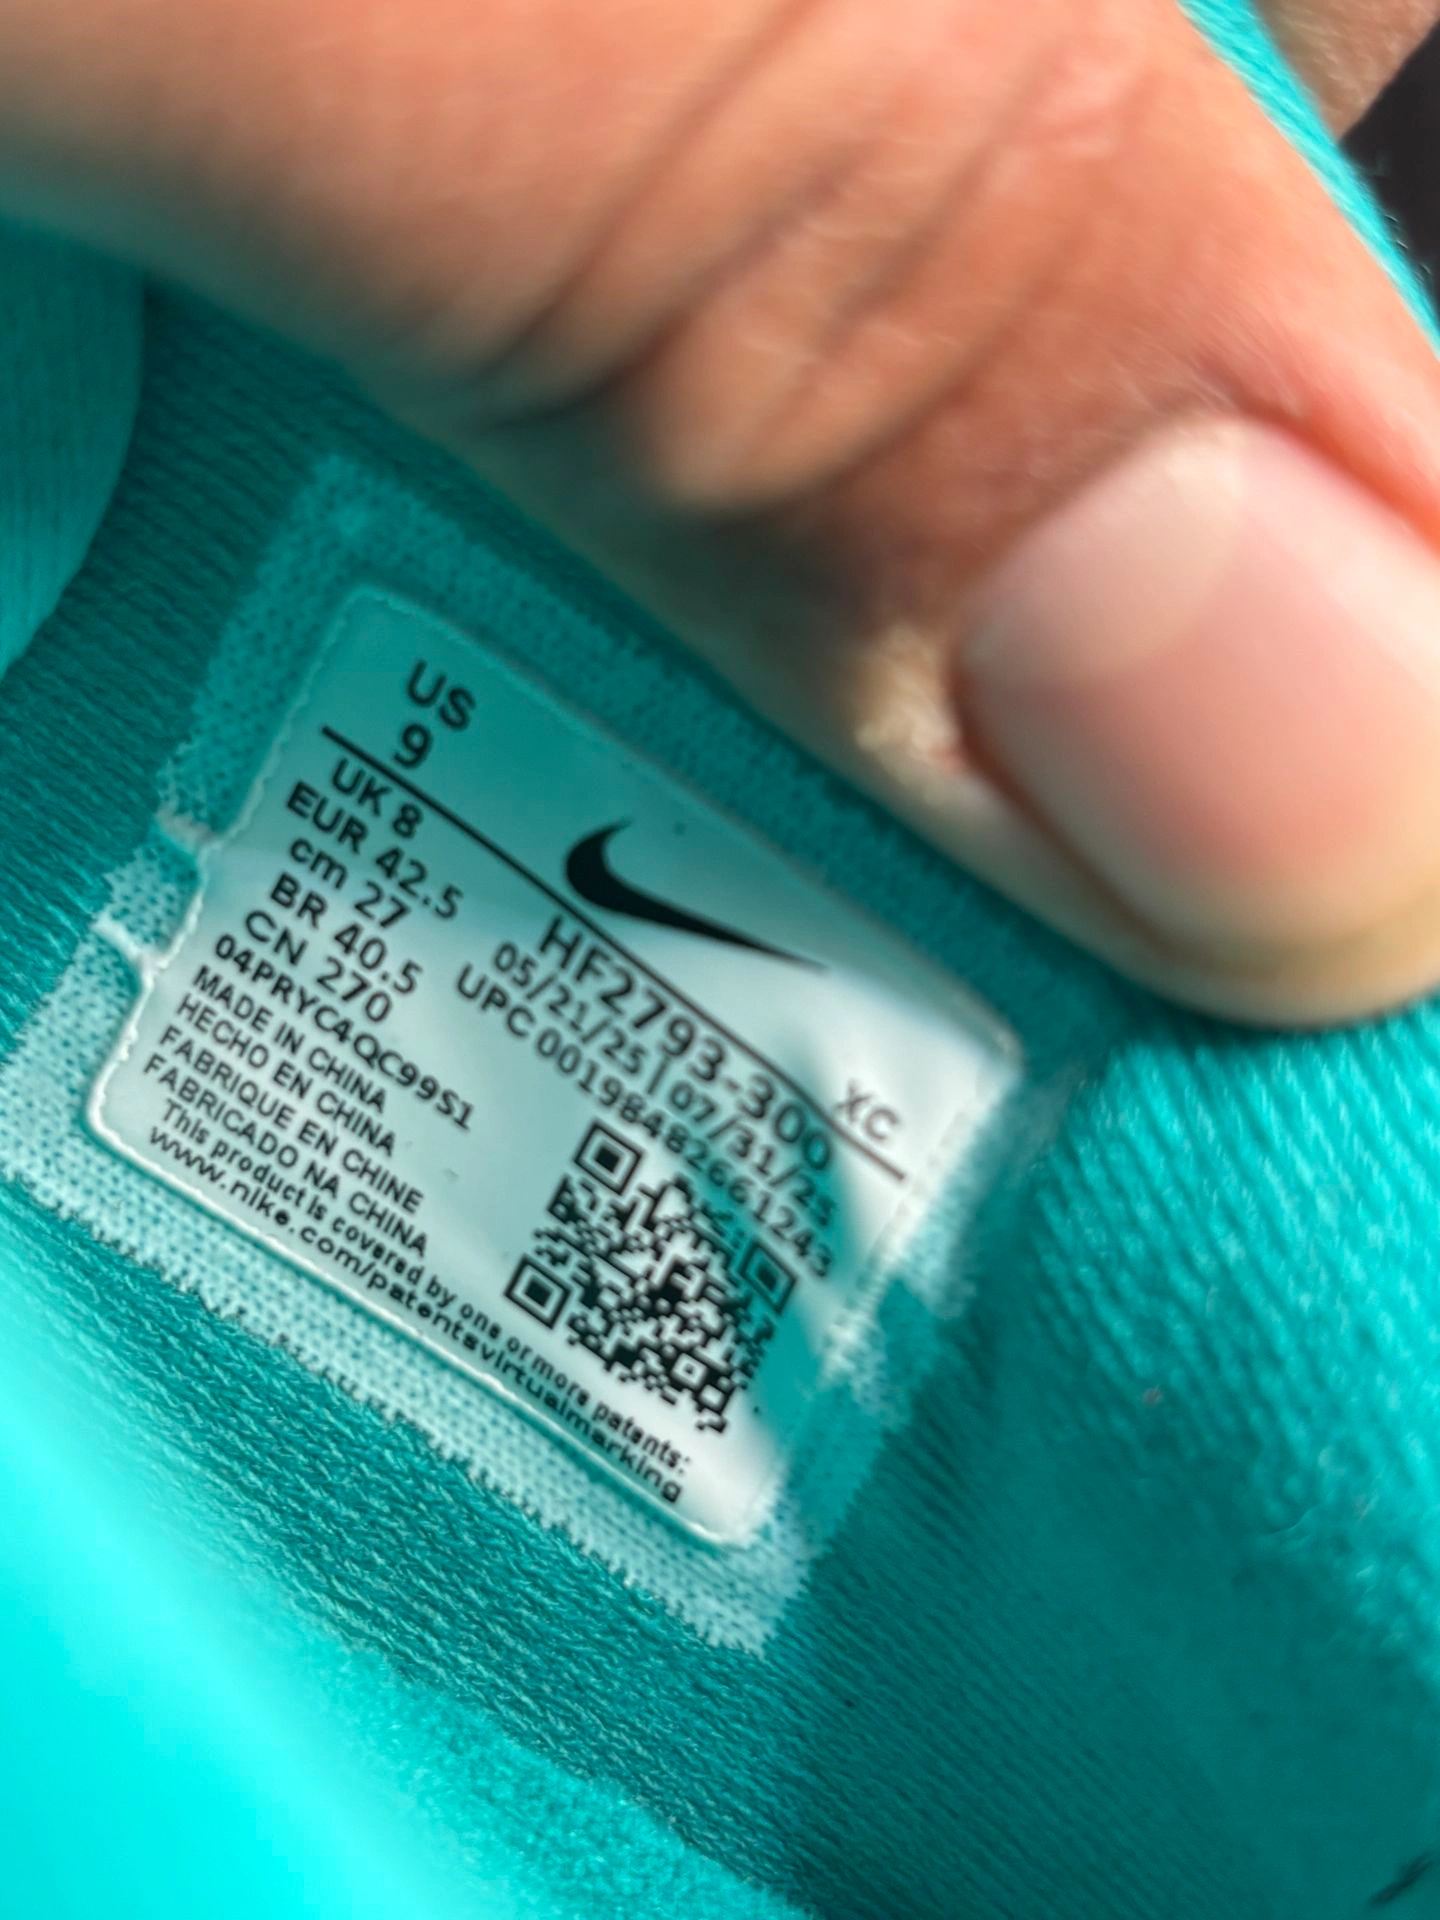 US
9
UK 8
EUR 42.5
cm 27
BR 40.5
CN 270
04PRYC4QC99S1
MADE IN CHINA
HECHO EN CHINA
FABRIQUE EN CHINE
FABRICADO NA CHINA
This product is covered by one or more patents:
www.nike.com/patentsvirtualmarking
XC
HF2793-300
05/21/25 | 07/31/25
UPC